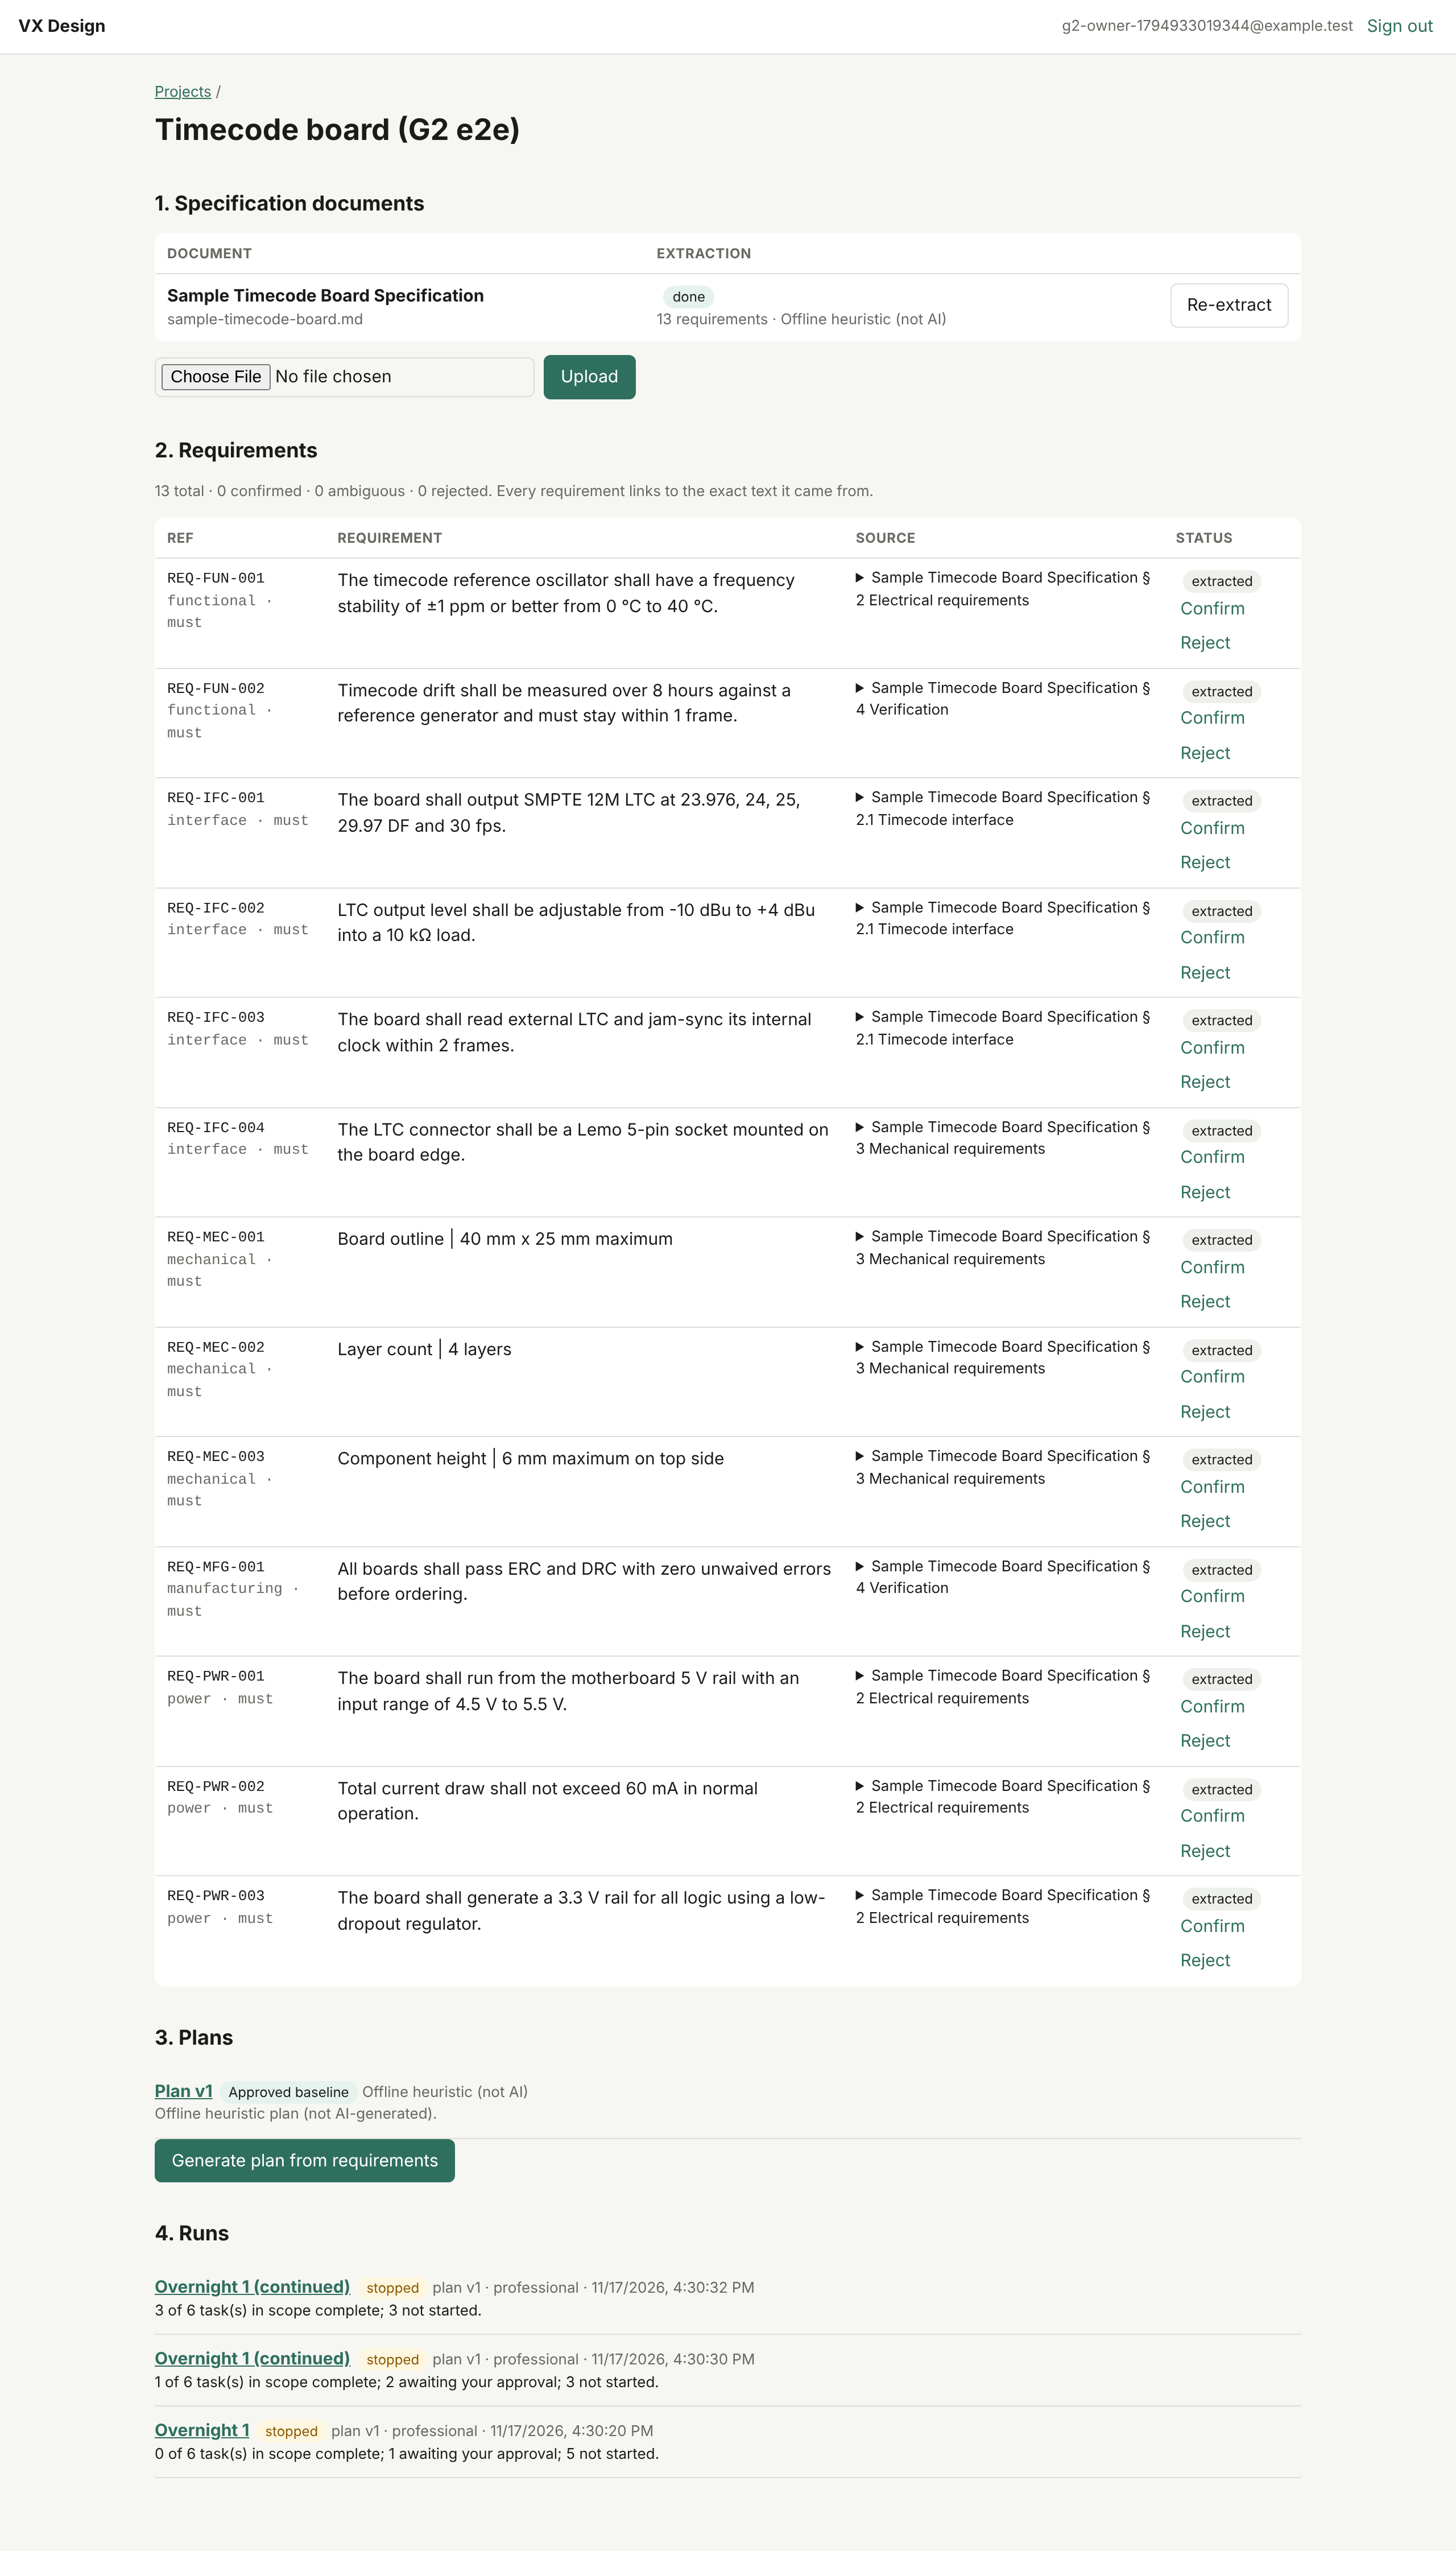 VX Design
g2-owner-1794933019344@example.test Sign out
Projects /
Timecode board (G2 e2e)
1. Specification documents
DOCUMENT EXTRACTION
Sample Timecode Board Specification
sample-timecode-board.md
done
13 requirements · Offline heuristic (not AI)
Re-extract
Choose File No file chosen
Upload
2. Requirements
13 total · 0 confirmed · 0 ambiguous · 0 rejected. Every requirement links to the exact text it came from.
REF REQUIREMENT SOURCE STATUS
REQ-FUN-001
functional ·
must
The timecode reference oscillator shall have a frequency
stability of ±1 ppm or better from 0 °C to 40 °C.
▶ Sample Timecode Board Specification §
2 Electrical requirements
extracted
Confirm
Reject
REQ-FUN-002
functional ·
must
Timecode drift shall be measured over 8 hours against a
reference generator and must stay within 1 frame.
▶ Sample Timecode Board Specification §
4 Verification
extracted
Confirm
Reject
REQ-IFC-001
interface · must
The board shall output SMPTE 12M LTC at 23.976, 24, 25,
29.97 DF and 30 fps.
▶ Sample Timecode Board Specification §
2.1 Timecode interface
extracted
Confirm
Reject
REQ-IFC-002
interface · must
LTC output level shall be adjustable from -10 dBu to +4 dBu
into a 10 kΩ load.
▶ Sample Timecode Board Specification §
2.1 Timecode interface
extracted
Confirm
Reject
REQ-IFC-003
interface · must
The board shall read external LTC and jam-sync its internal
clock within 2 frames.
▶ Sample Timecode Board Specification §
2.1 Timecode interface
extracted
Confirm
Reject
REQ-IFC-004
interface · must
The LTC connector shall be a Lemo 5-pin socket mounted on
the board edge.
▶ Sample Timecode Board Specification §
3 Mechanical requirements
extracted
Confirm
Reject
REQ-MEC-001
mechanical ·
must
Board outline | 40 mm x 25 mm maximum
▶ Sample Timecode Board Specification §
3 Mechanical requirements
extracted
Confirm
Reject
REQ-MEC-002
mechanical ·
must
Layer count | 4 layers
▶ Sample Timecode Board Specification §
3 Mechanical requirements
extracted
Confirm
Reject
REQ-MEC-003
mechanical ·
must
Component height | 6 mm maximum on top side
▶ Sample Timecode Board Specification §
3 Mechanical requirements
extracted
Confirm
Reject
REQ-MFG-001
manufacturing ·
must
All boards shall pass ERC and DRC with zero unwaived errors
before ordering.
▶ Sample Timecode Board Specification §
4 Verification
extracted
Confirm
Reject
REQ-PWR-001
power · must
The board shall run from the motherboard 5 V rail with an
input range of 4.5 V to 5.5 V.
▶ Sample Timecode Board Specification §
2 Electrical requirements
extracted
Confirm
Reject
REQ-PWR-002
power · must
Total current draw shall not exceed 60 mA in normal
operation.
▶ Sample Timecode Board Specification §
2 Electrical requirements
extracted
Confirm
Reject
REQ-PWR-003
power · must
The board shall generate a 3.3 V rail for all logic using a low-
dropout regulator.
▶ Sample Timecode Board Specification §
2 Electrical requirements
extracted
Confirm
Reject
3. Plans
Plan v1 Approved baseline Offline heuristic (not AI)
Offline heuristic plan (not AI-generated).
Generate plan from requirements
4. Runs
Overnight 1 (continued) stopped plan v1 · professional · 11/17/2026, 4:30:32 PM
3 of 6 task(s) in scope complete; 3 not started.
Overnight 1 (continued) stopped plan v1 · professional · 11/17/2026, 4:30:30 PM
1 of 6 task(s) in scope complete; 2 awaiting your approval; 3 not started.
Overnight 1 stopped plan v1 · professional · 11/17/2026, 4:30:20 PM
0 of 6 task(s) in scope complete; 1 awaiting your approval; 5 not started.